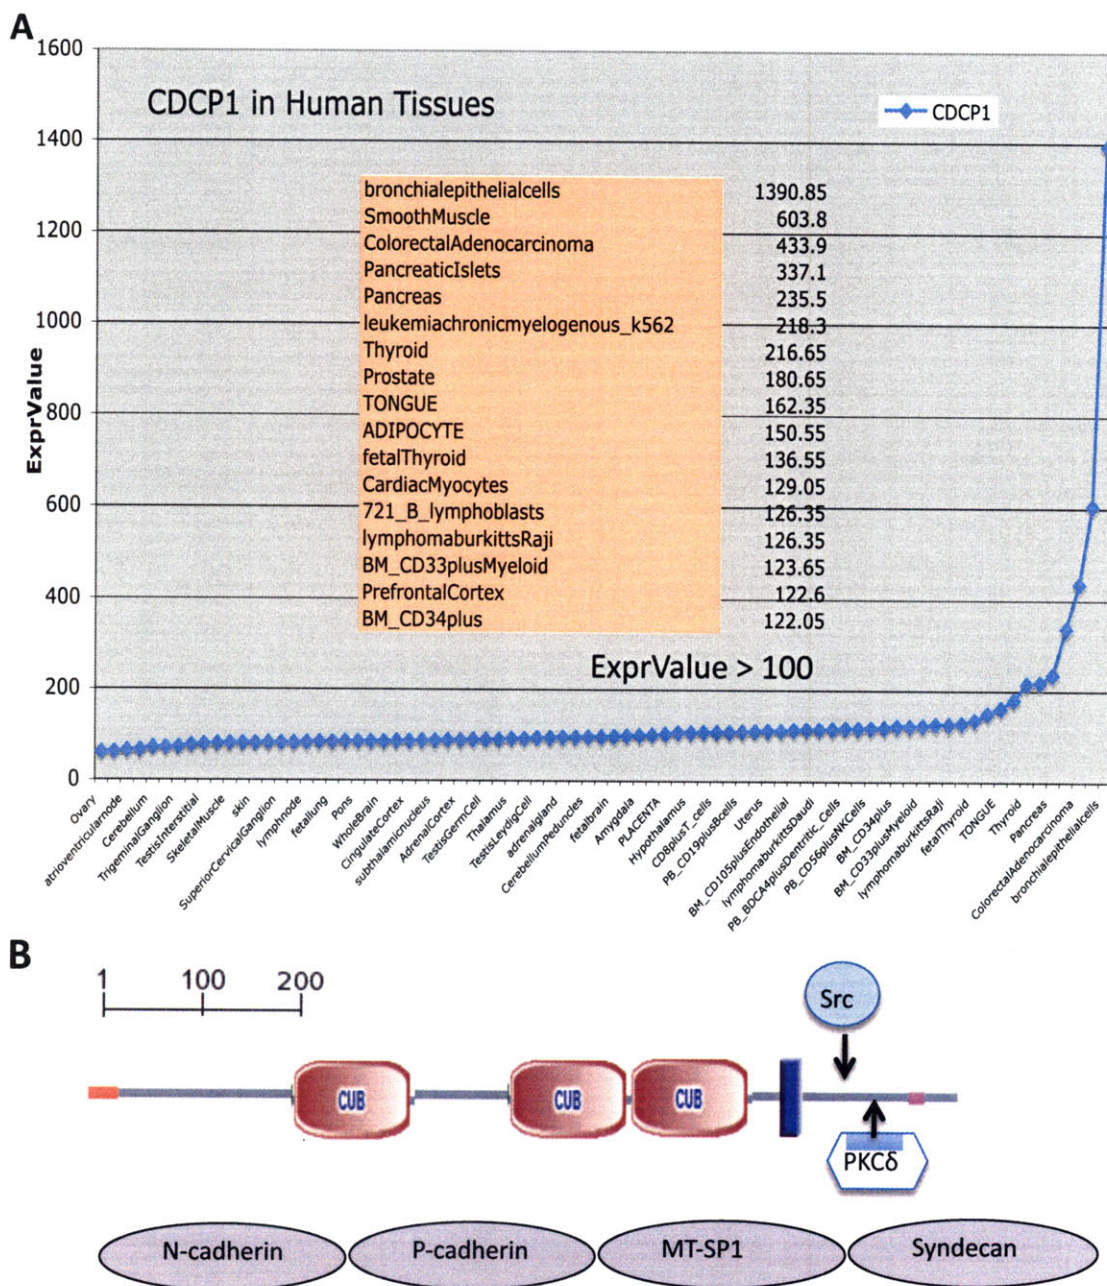 A
1600
1400
1200
1000
800
600
400
200
0
ExprValue
CDCP1 in Human Tissues
CDCP1
bronchialepithelialcells 1390.85
SmoothMuscle 603.8
ColorectalAdenocarcinoma 433.9
PancreaticIslets 337.1
Pancreas 235.5
leukemiachronicmyelogenous_k562 218.3
Thyroid 216.65
Prostate 180.65
TONGUE 162.35
ADIPOCYTE 150.55
fetalThyroid 136.55
CardiacMyocytes 129.05
721_B_lymphoblasts 126.35
lymphomaburkittsRaji 126.35
BM_CD33plusMyeloid 123.65
PrefrontalCortex 122.6
BM_CD34plus 122.05
ExprValue > 100
Ovary
atrioventricularnode
Cerebellum
TrigeminalGanglion
TestisInterstitial
SkeletalMuscle
skin
SuperiorCervicalGanglion
lymphnode
fetallung
Pons
WholeBrain
CingulateCortex
subthalamicnucleus
AdrenalCortex
TestisGermCell
Thalamus
TestisLeydigCell
adrenalgland
CerebellumPeduncles
fetalbrain
Amygdala
PLACENTA
Hypothalamus
CD8plusT_cells
PB_CD19plusBcells
Uterus
BM_CD105plusEndothelial
lymphomaburkittsDaudi
PB_BDCA4plusDentritic_Cells
PB_CD56plusNKCells
BM_CD34plus
BM_CD33plusMyeloid
lymphomaburkittsRaji
fetalThyroid
TONGUE
Thyroid
Pancreas
ColorectalAdenocarcinoma
bronchialepithelialcells
B
1 100 200
Src
CUB CUB CUB
PKCδ
N-cadherin P-cadherin MT-SP1 Syndecan